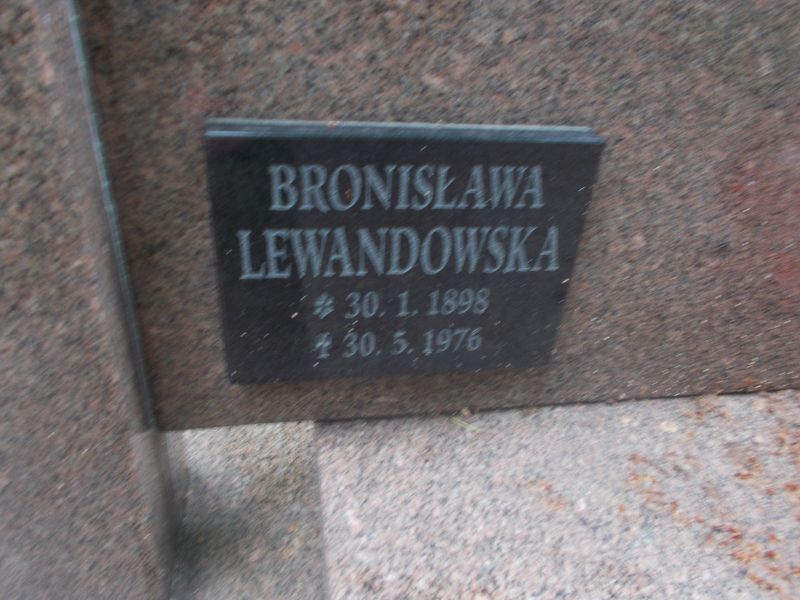 BRONISŁAWA
LEWANDOWSKA
* 30. 1. 1898
† 30. 5. 1976